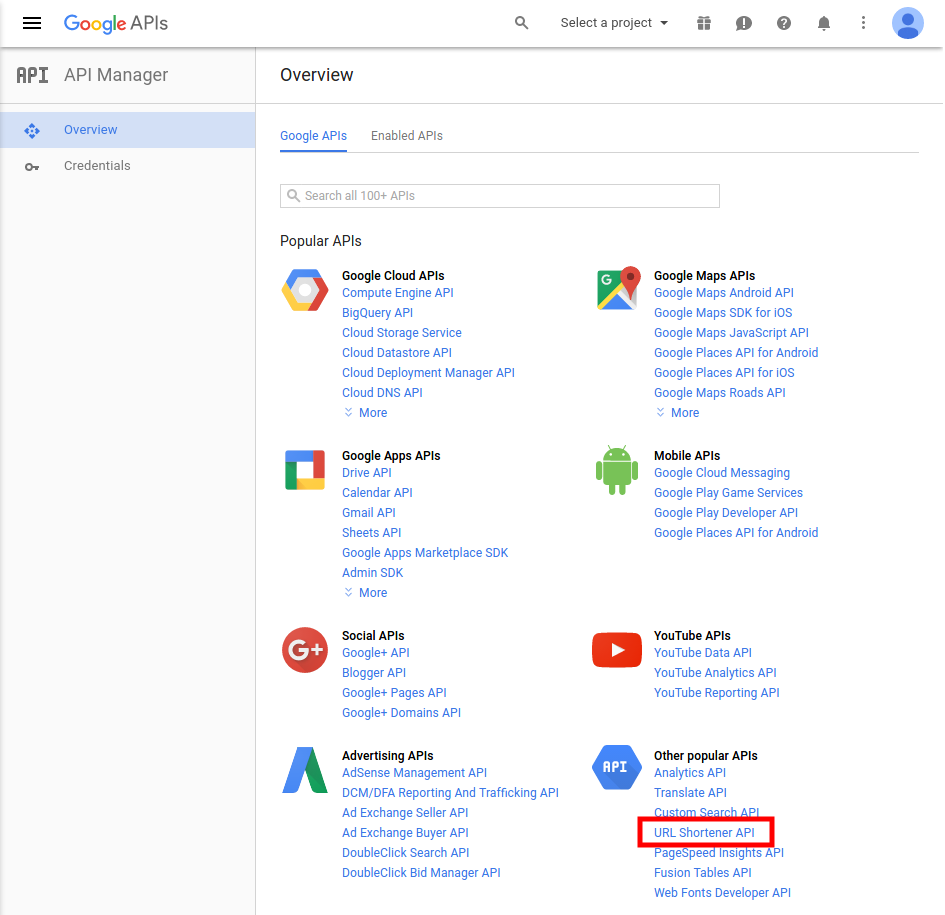 Google APIs
Select a project
API API Manager
Overview
Overview
Credentials
Google APIs Enabled APIs
Search all 100+ APIs
Popular APIs
Google Cloud APIs
Compute Engine API
BigQuery API
Cloud Storage Service
Cloud Datastore API
Cloud Deployment Manager API
Cloud DNS API
More
G
Google Maps APIs
Google Maps Android API
Google Maps SDK for iOS
Google Maps JavaScript API
Google Places API for Android
Google Places API for iOS
Google Maps Roads API
More
Google Apps APIs
Drive API
Calendar API
Gmail API
Sheets API
Google Apps Marketplace SDK
Admin SDK
More
Mobile APIs
Google Cloud Messaging
Google Play Game Services
Google Play Developer API
Google Places API for Android
G+
Social APIs
Google+ API
Blogger API
Google+ Pages API
Google+ Domains API
YouTube APIs
YouTube Data API
YouTube Analytics API
YouTube Reporting API
Advertising APIs
AdSense Management API
DCM/DFA Reporting And Trafficking API
Ad Exchange Seller API
Ad Exchange Buyer API
DoubleClick Search API
DoubleClick Bid Manager API
API
Other popular APIs
Analytics API
Translate API
Custom Search API
URL Shortener API
PageSpeed Insights API
Fusion Tables API
Web Fonts Developer API